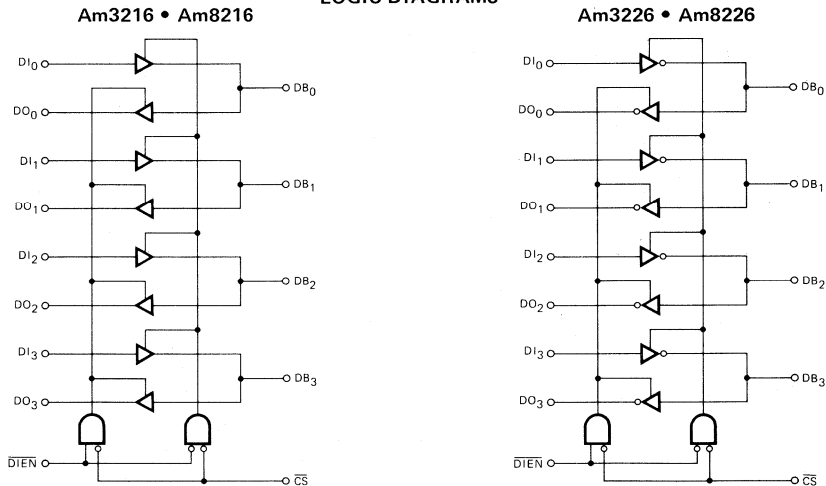 LOGIC DIAGRAMS
Am3216 • Am8216
DI0
DB0
DO0
DI1
DB1
DO1
DI2
DB2
DO2
DI3
DB3
DO3
DIEN
CS
Am3226 • Am8226
DI0
DB0
DO0
DI1
DB1
DO1
DI2
DB2
DO2
DI3
DB3
DO3
DIEN
CS